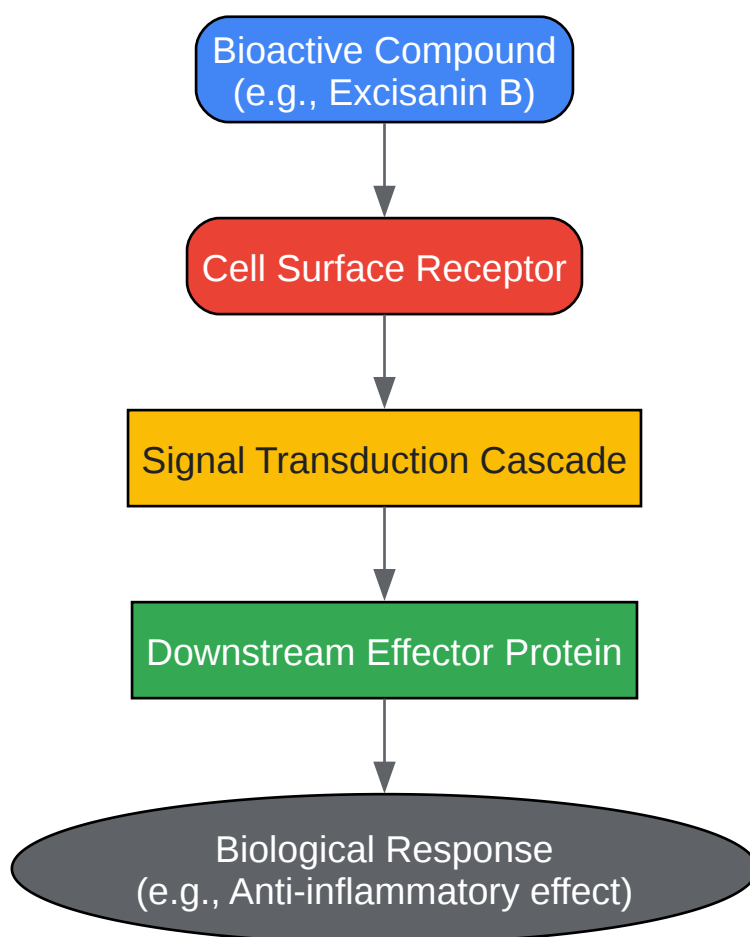 Bioactive Compound
(e.g., Excisanin B)
Cell Surface Receptor
Signal Transduction Cascade
Downstream Effector Protein
Biological Response
(e.g., Anti-inflammatory effect)